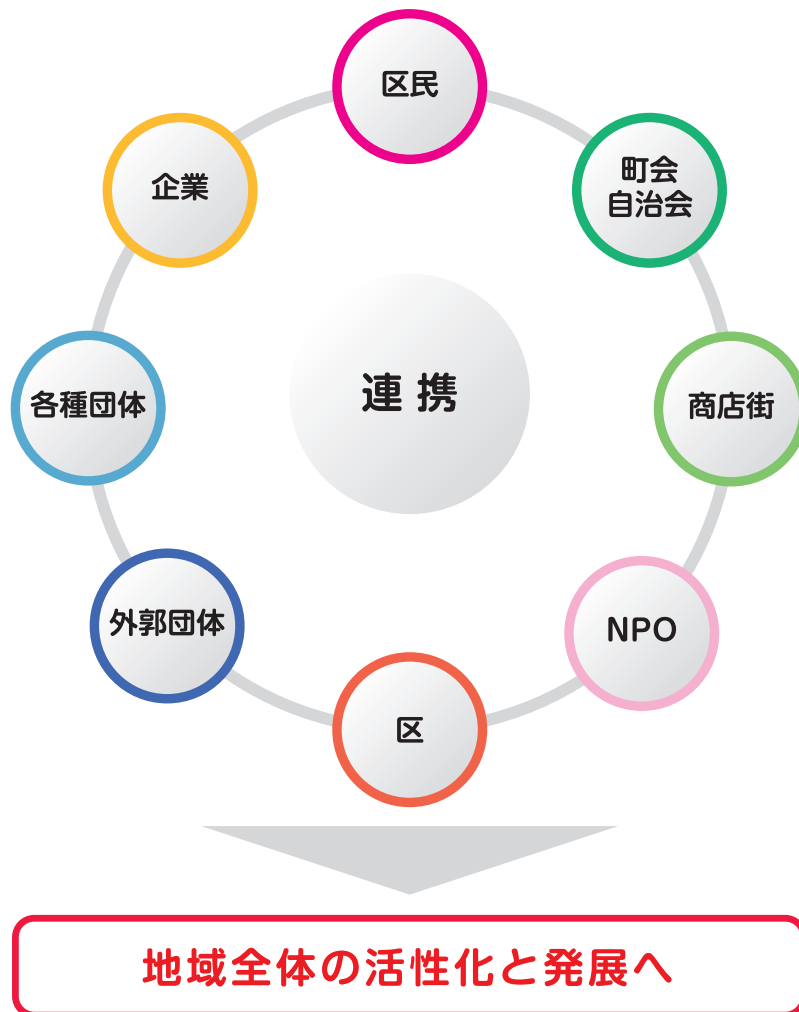 区民
町会
自治会
商店街
NPO
区
外郭団体
各種団体
企業
連携
地域全体の活性化と発展へ